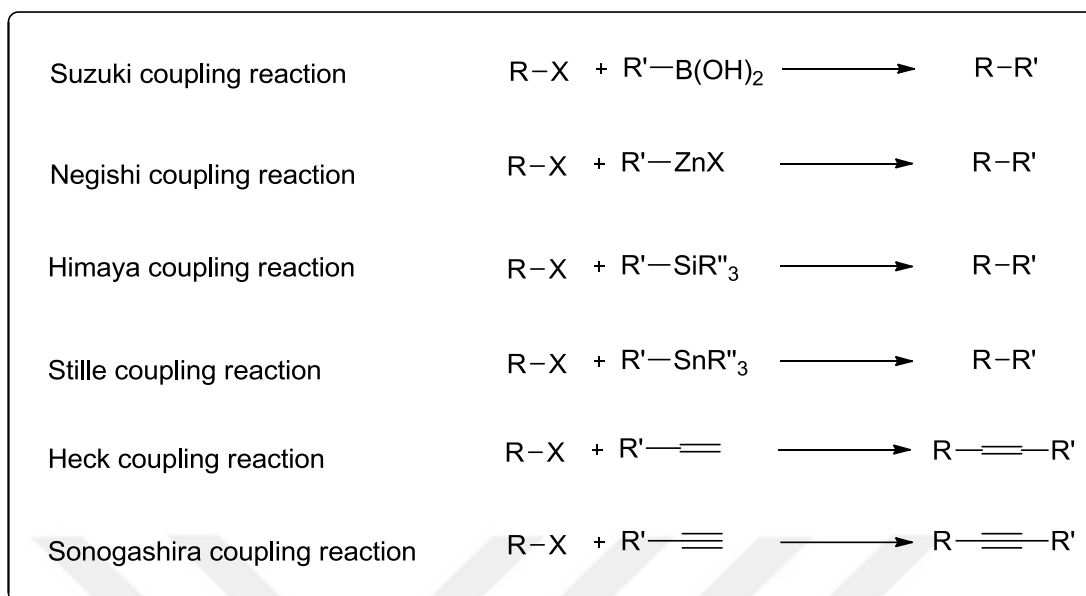 Suzuki coupling reaction R-X + R'-B(OH)2 R-R'
Negishi coupling reaction R-X + R'-ZnX R-R'
Himaya coupling reaction R-X + R'-SiR"3 R-R'
Stille coupling reaction R-X + R'-SnR"3 R-R'
Heck coupling reaction R-X + R' R R'
Sonogashira coupling reaction R-X + R' R R'